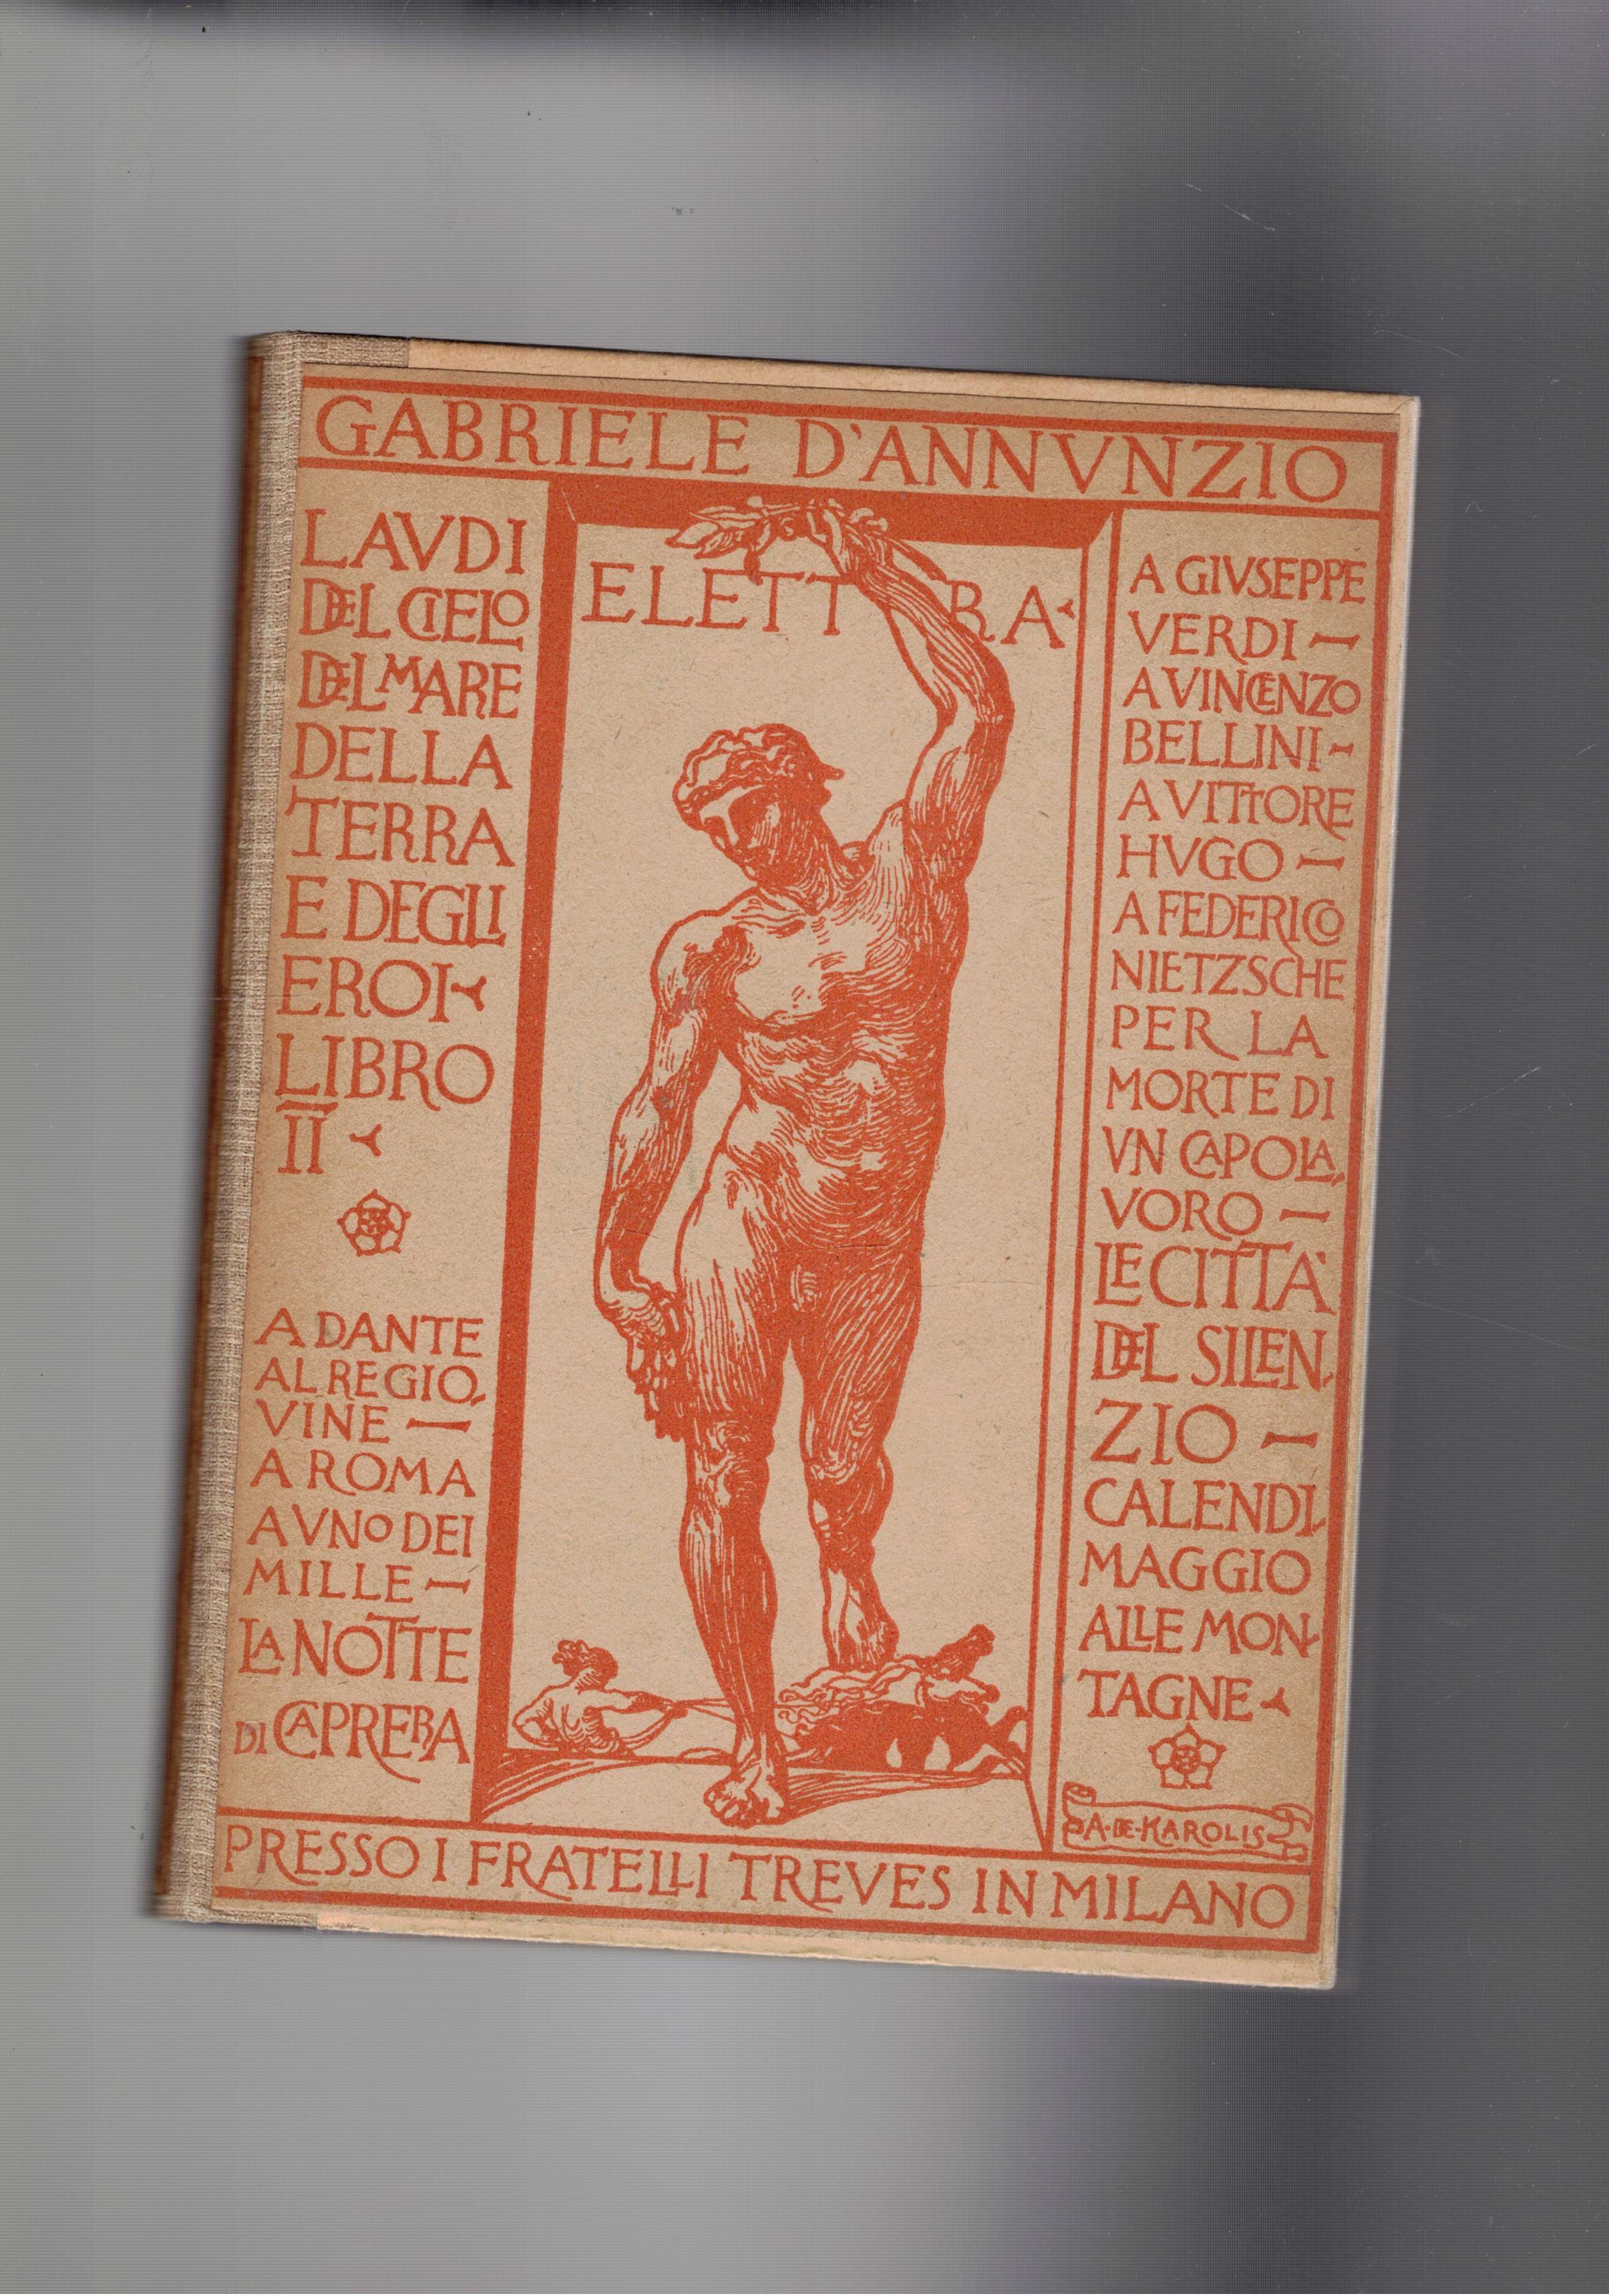 GABRIELE D'ANNVNZIO
LAVDI
DEL CIELO
DEL MARE
DELLA
TERRA
E DEGLI
EROI
LIBRO
II
A DANTE
AL REGIO
VINE —
A ROMA
A VNO DEI
MILLE —
LA NOTTE
DI CAPRERA
ELETTRA
A GIVSEPPE
VERDI —
A VINCENZO
BELLINI -
A VITTORE
HVGO —
A FEDERICO
NIETZSCHE
PER LA
MORTE DI
VN CAPOLA
VORO —
LE CITTÀ
DEL SILEN
ZIO —
CALENDI
MAGGIO
ALLE MON
TAGNE
A·DE·KAROLIS
PRESSO I FRATELLI TREVES IN MILANO